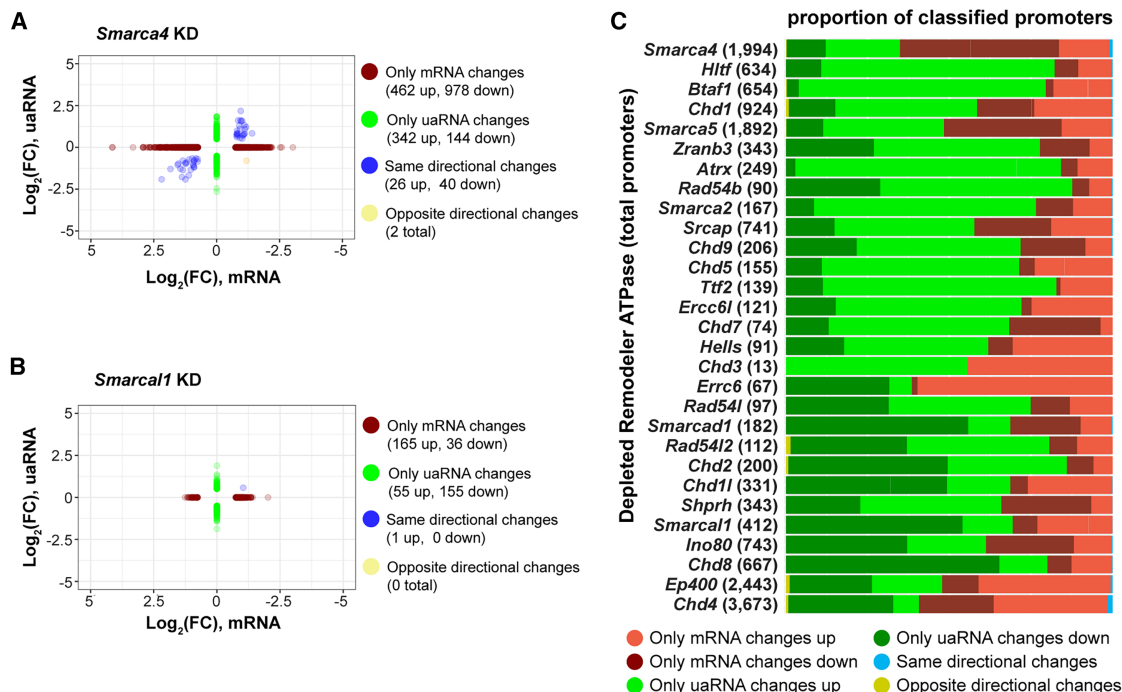 A
Smarca4 KD
5
2.5
0
-2.5
-5
5
2.5
0
-2.5
-5
Log2(FC), uaRNA
Log2(FC), mRNA
Only mRNA changes
(462 up, 978 down)
Only uaRNA changes
(342 up, 144 down)
Same directional changes
(26 up, 40 down)
Opposite directional changes
(2 total)
B
Smarcal1 KD
5
2.5
0
-2.5
-5
5
2.5
0
-2.5
-5
Log2(FC), uaRNA
Log2(FC), mRNA
Only mRNA changes
(165 up, 36 down)
Only uaRNA changes
(55 up, 155 down)
Same directional changes
(1 up, 0 down)
Opposite directional changes
(0 total)
C
proportion of classified promoters
Depleted Remodeler ATPase (total promoters)
Smarca4 (1,994)
Hltf (634)
Btaf1 (654)
Chd1 (924)
Smarca5 (1,892)
Zranb3 (343)
Atrx (249)
Rad54b (90)
Smarca2 (167)
Srcap (741)
Chd9 (206)
Chd5 (155)
Ttf2 (139)
Ercc6l (121)
Chd7 (74)
Hells (91)
Chd3 (13)
Errc6 (67)
Rad54l (97)
Smarcad1 (182)
Rad54l2 (112)
Chd2 (200)
Chd1l (331)
Shprh (343)
Smarcal1 (412)
Ino80 (743)
Chd8 (667)
Ep400 (2,443)
Chd4 (3,673)
Only mRNA changes up
Only mRNA changes down
Only uaRNA changes up
Only uaRNA changes down
Same directional changes
Opposite directional changes